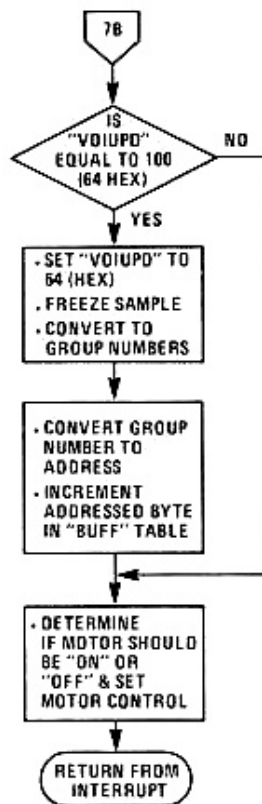 7B
IS
"VOIUPD"
EQUAL TO 100
(64 HEX)
NO
YES
• SET "VOIUPD" TO
64 (HEX)
• FREEZE SAMPLE
• CONVERT TO
GROUP NUMBERS
• CONVERT GROUP
NUMBER TO
ADDRESS
• INCREMENT
ADDRESSED BYTE
IN "BUFF" TABLE
• DETERMINE
IF MOTOR SHOULD
BE "ON" OR
"OFF" & SET
MOTOR CONTROL
RETURN FROM
INTERRUPT